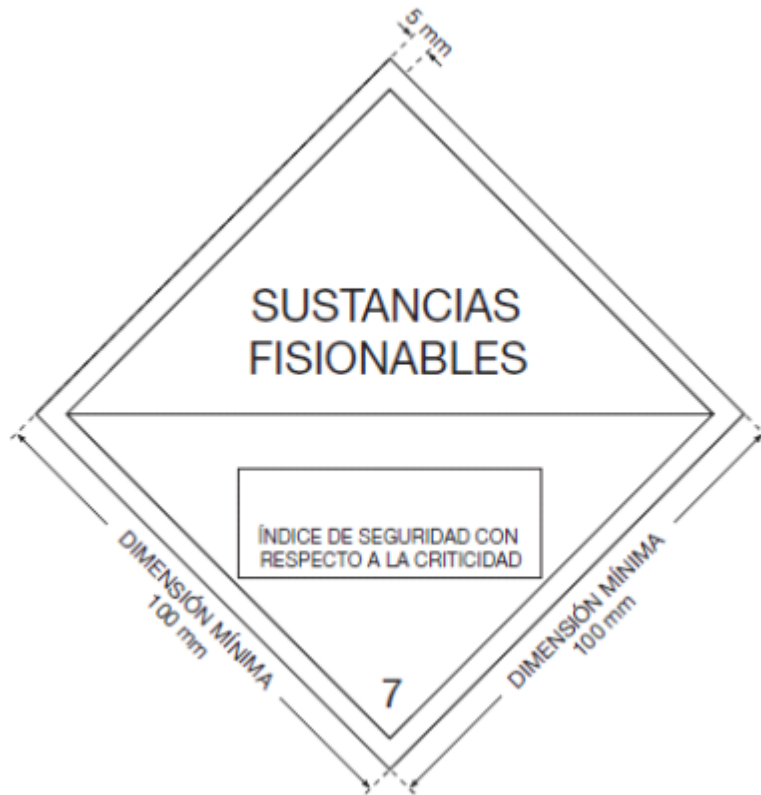 5 mm
SUSTANCIAS
FISIONABLES
ÍNDICE DE SEGURIDAD CON
RESPECTO A LA CRITICIDAD
DIMENSIÓN MÍNIMA
100 mm
DIMENSIÓN MÍNIMA
100 mm
7